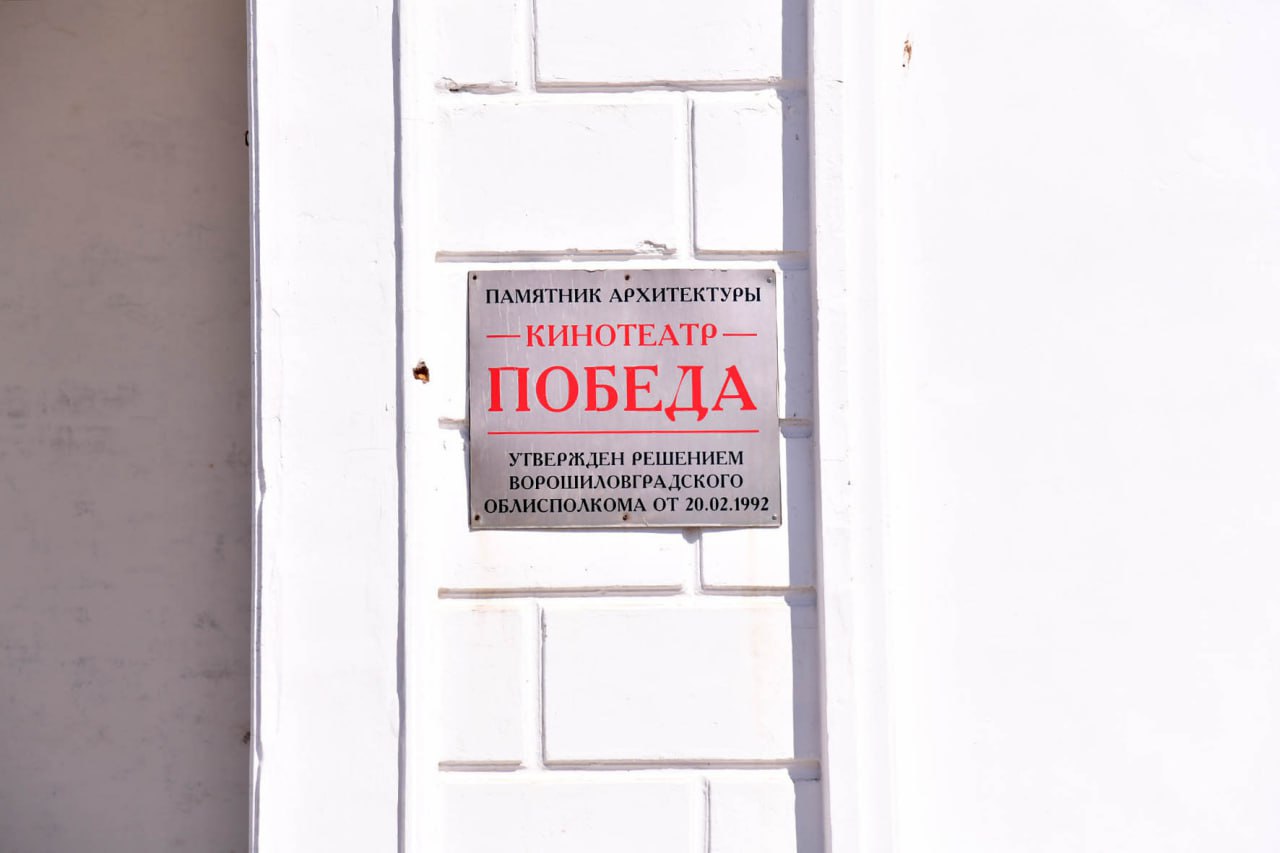 ПАМЯТНИК АРХИТЕКТУРЫ
— КИНОТЕАТР —
ПОБЕДА
УТВЕРЖДЕН РЕШЕНИЕМ
ВОРОШИЛОВГРАДСКОГО
ОБЛИСПОЛКОМА ОТ 20.02.1992